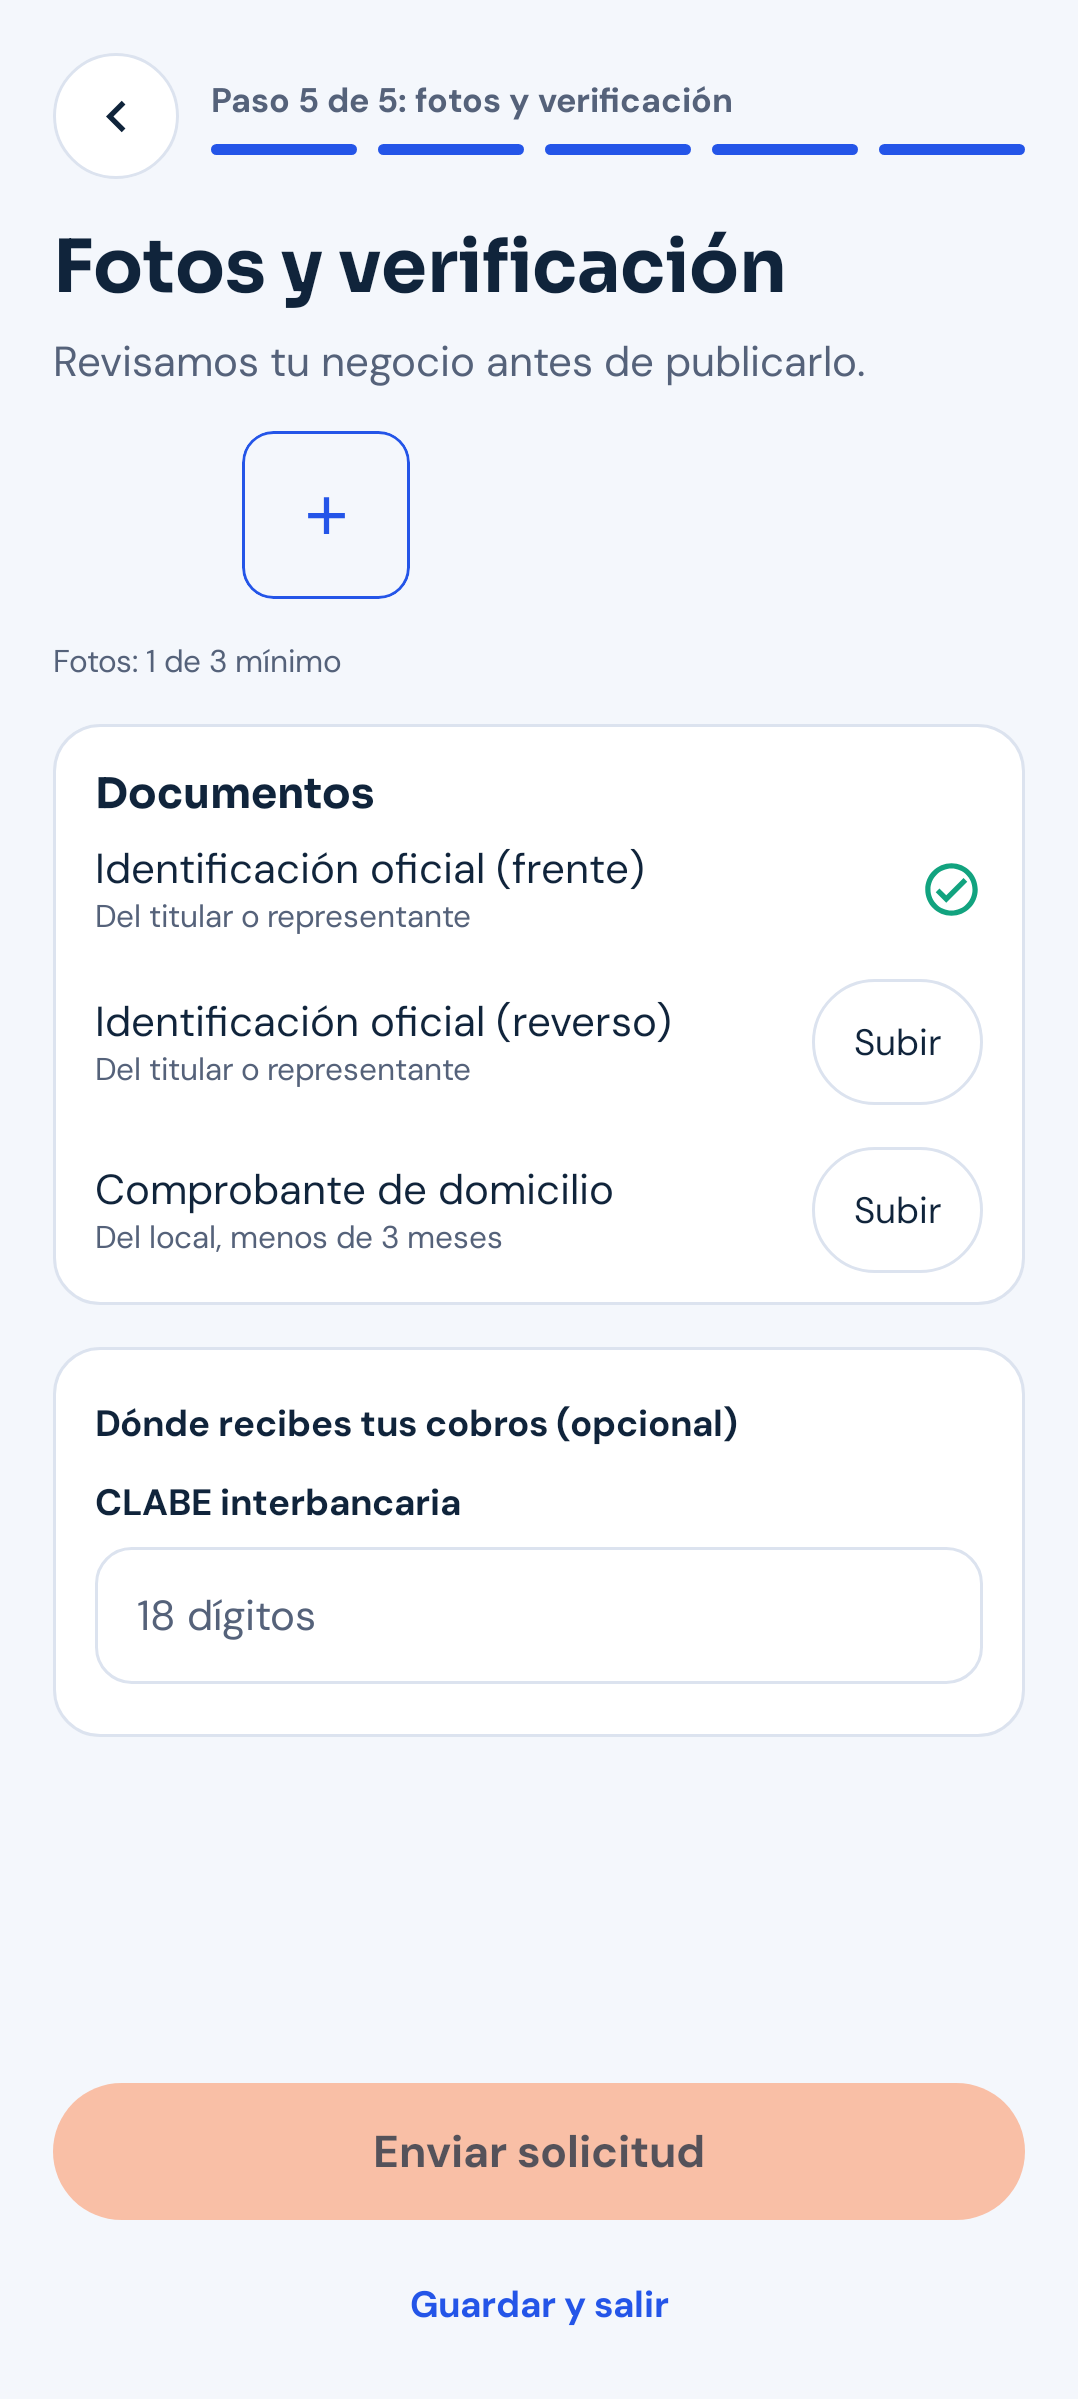 Paso 5 de 5: fotos y verificación
Fotos y verificación
Revisamos tu negocio antes de publicarlo.
+
Fotos: 1 de 3 mínimo
Documentos
Identificación oficial (frente)
Del titular o representante
Identificación oficial (reverso)
Del titular o representante
Subir
Comprobante de domicilio
Del local, menos de 3 meses
Subir
Dónde recibes tus cobros (opcional)
CLABE interbancaria
18 dígitos
Enviar solicitud
Guardar y salir